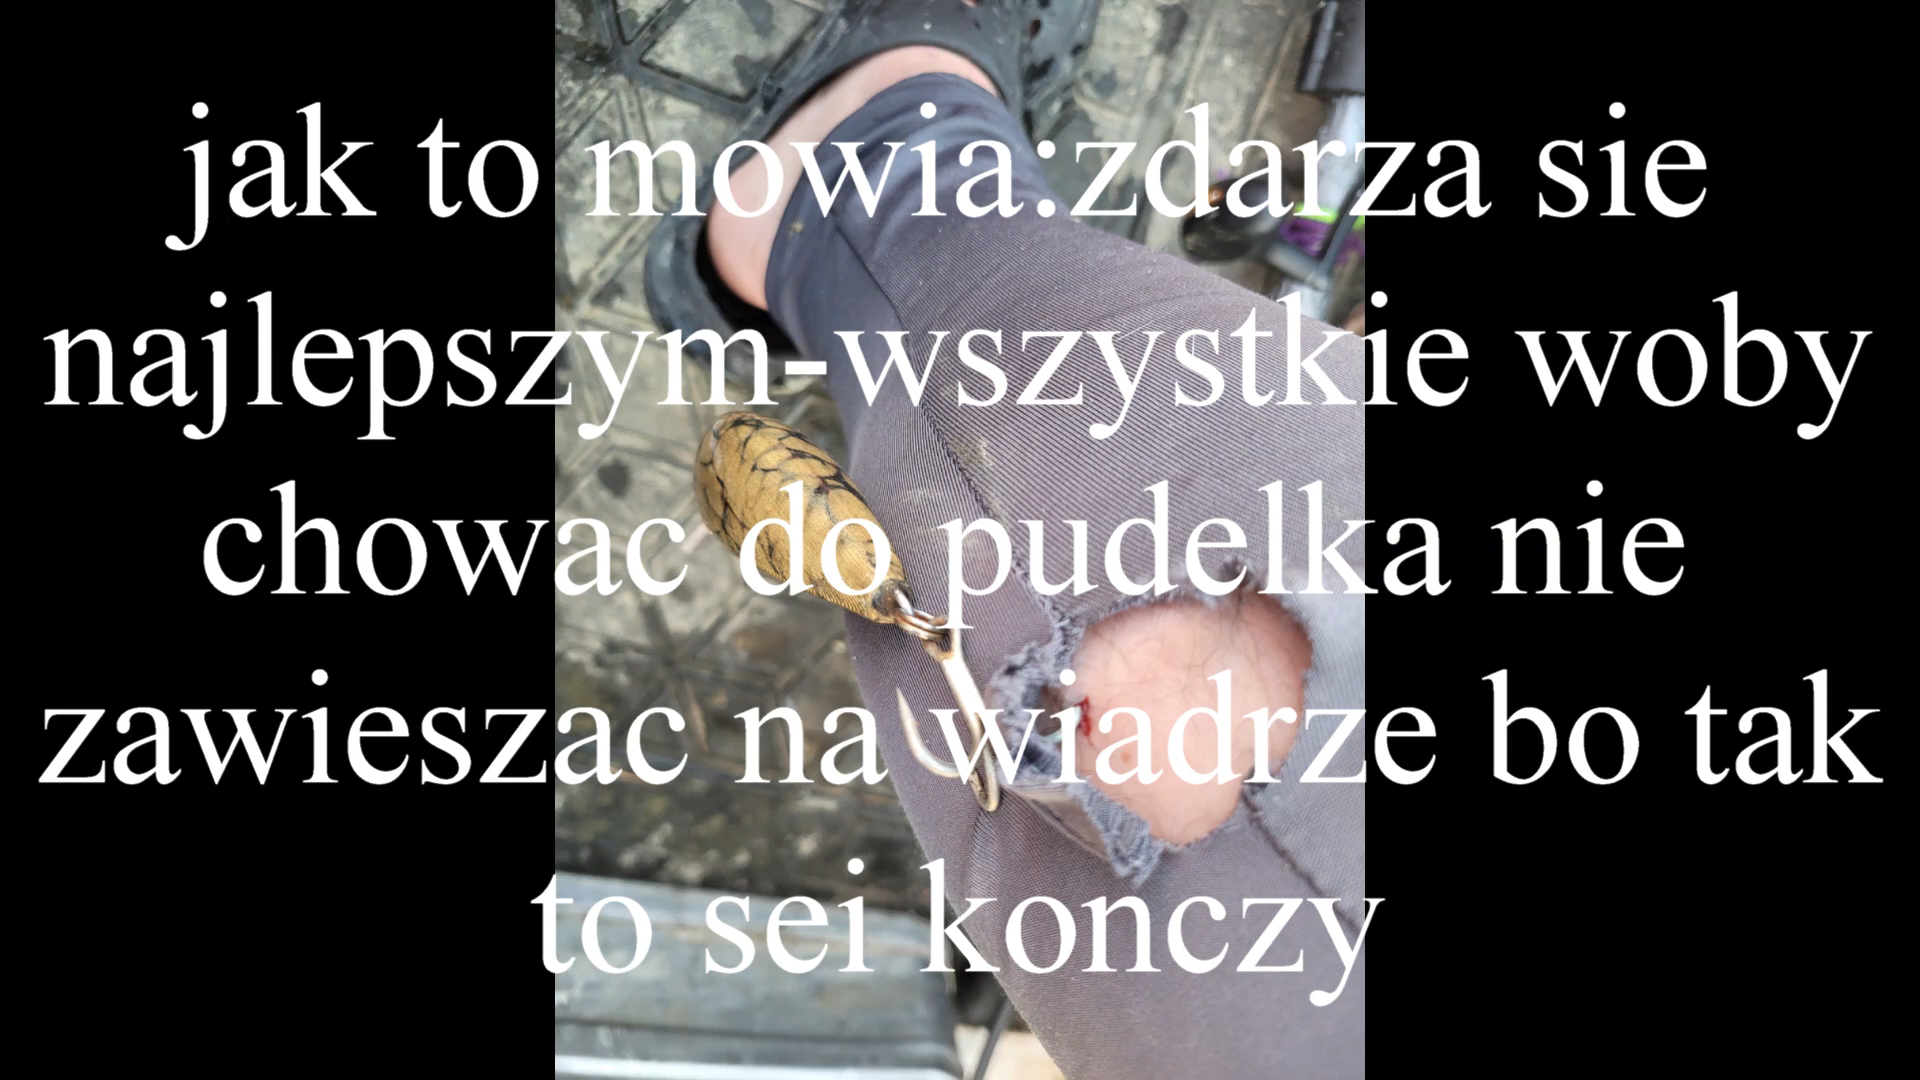 jak to mowia:zdarza sie
najlepszym-wszystkie woby
chowac do pudelka nie
zawieszac na wiadrze bo tak
to sei konczy